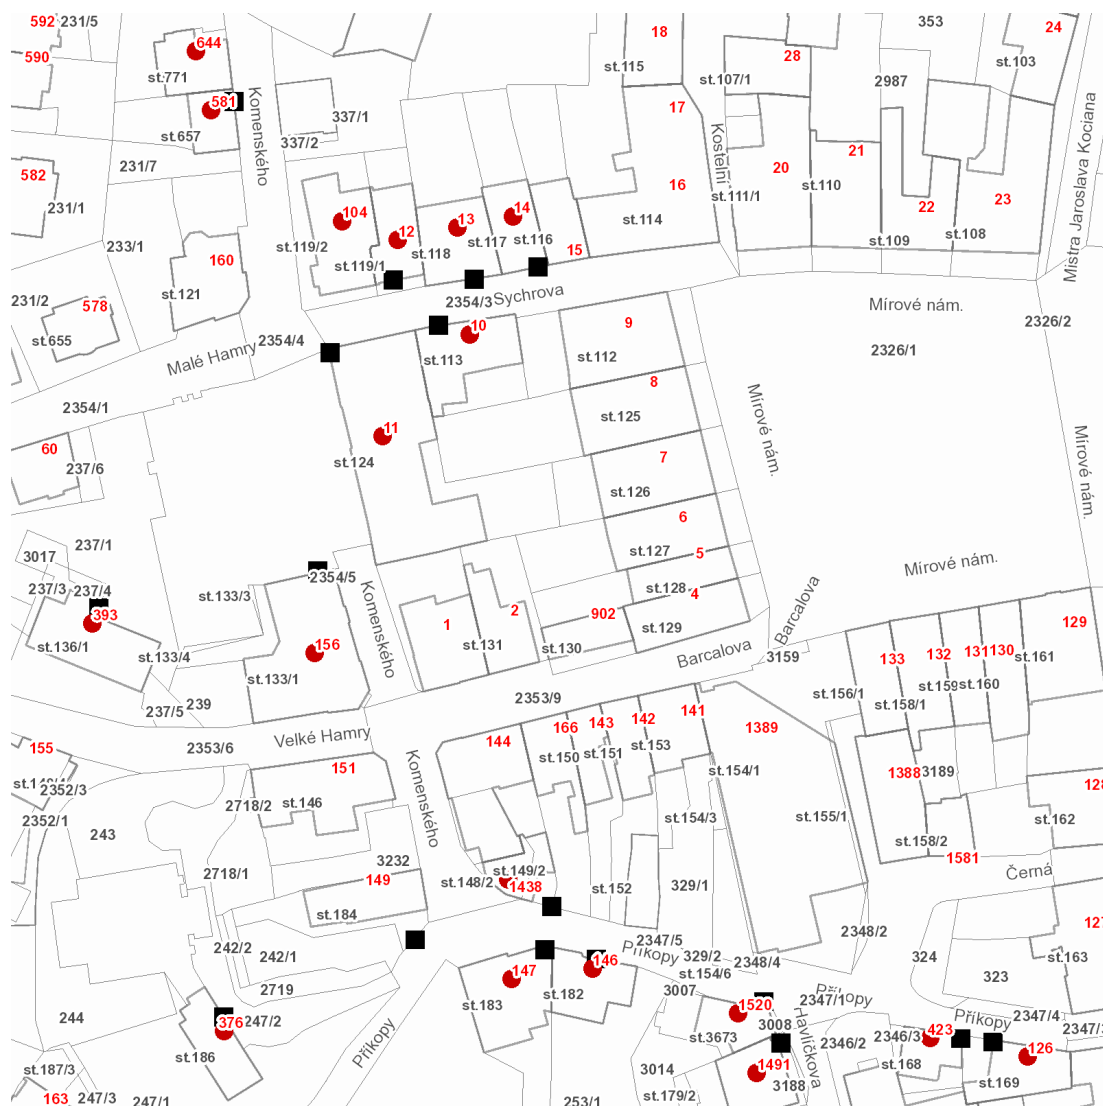 592
231/5
590
644
st.771
581
st.657
Komenského
337/1
337/2
231/7
582
231/1
233/1
160
st.121
231/2
578
st.655
104
st.119/2
12
st.119/1
13
st.118
14
st.117
st.116
15
18
st.115
17
16
st.114
Kostelní
st.107/1
28
353
2987
24
st.103
20
st.111/1
21
st.110
22
st.109
23
st.108
Mistra Jaroslava Kociana
2354/3
Sychrova
Mírové nám.
2326/2
2326/1
Malé Hamry
2354/4
2354/1
10
st.113
9
st.112
8
st.125
7
st.126
6
st.127
5
st.128
4
st.129
902
st.130
11
st.124
Mírové nám.
Mírové nám.
Mírové nám.
60
237/6
237/1
3017
237/3
237/4
393
st.136/1
st.133/4
st.133/3
2354/5
Komenského
156
st.133/1
239
237/5
1
2
st.131
Barcalova
Barcalova
3159
2353/9
Velké Hamry
2353/6
155
2352/3
2352/1
243
151
2718/2
st.146
Komenského
144
166
st.150
143
st.151
142
st.153
141
1389
st.154/1
st.154/3
st.155/1
st.156/1
133
st.158/1
132
st.159
131
130
st.160
129
st.161
1388
3189
st.158/2
1581
st.162
Černá
2718/1
3232
149
st.184
st.148/2
st.149/2
1438
st.152
329/1
2347/5
Příkopy
329/2
st.154/6
2348/4
2348/2
324
323
st.163
242/2
242/1
2719
244
376
247/2
st.186
Příkopy
147
st.183
146
st.182
3007
1520
st.3673
3008
Příkopy
2347/1
Havlíčkova
1491
3188
3014
st.179/2
253/1
2346/2
2346/3
423
st.168
Příkopy
2347/4
126
st.169
st.187/3
163
247/3
247/1